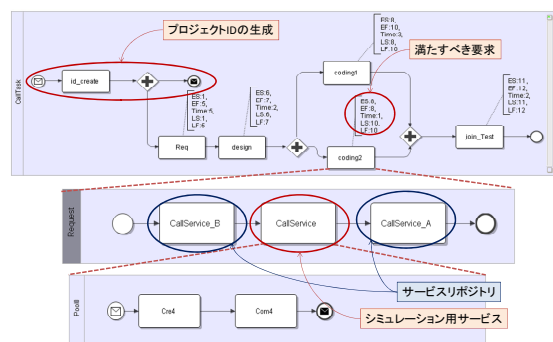 プロジェクトIDの生成
満たすべき要求
CallTask
id_create
ES:8,
EF:10,
Time:3,
LS:8,
LF:10
coding1
ES:1,
EF:5,
Time:5,
LS:1,
Req
ES:6,
EF:7,
Time:2,
LS:6,
LF:7
design
EF:8,
Time:1,
LS:10,
LF:10
coding2
ES:11,
EF:12,
Time:2,
LS:11,
LF:12
join_Test
Request
CallService_B
CallService
CallService_A
サービスリポジトリ
シミュレーション用サービス
Cre4
Com4